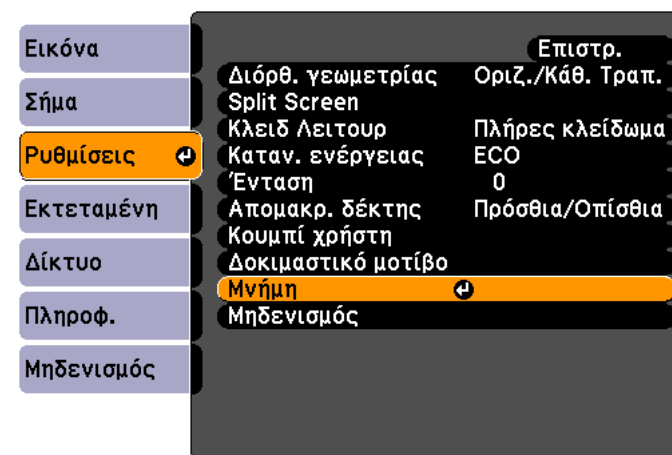 Εικόνα
Σήμα
Ρυθμίσεις
Εκτεταμένη
Δίκτυο
Πληροφ.
Μηδενισμός
Επιστρ.
Διόρθ. γεωμετρίας Οριζ./Κάθ. Τραπ.
Split Screen
Κλειδ Λειτουρ Πλήρες κλείδωμα
Καταν. ενέργειας ECO
Ένταση 0
Απομακρ. δέκτης Πρόσθια/Οπίσθια
Κουμπί χρήστη
Δοκιμαστικό μοτίβο
Μνήμη
Μηδενισμός